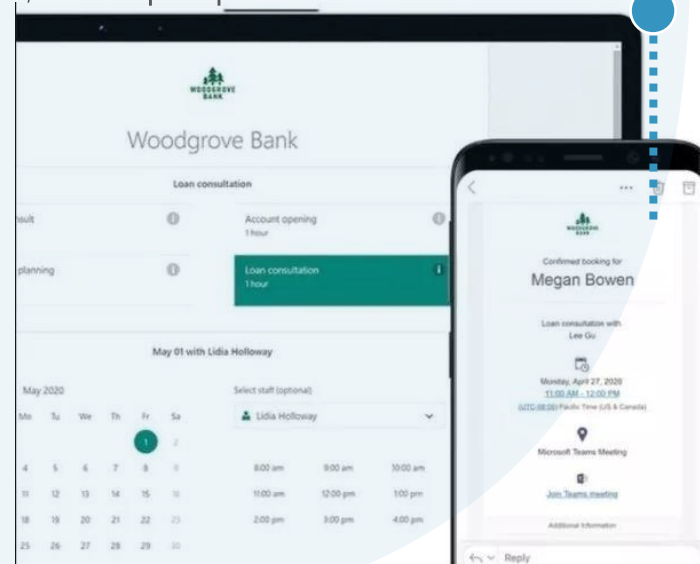 WOODGROVE
BANK
Woodgrove Bank
Loan consultation
nsult
Account opening
1 hour
planning
Loan consultation
1 hour
May 01 with Lidia Holloway
May 2020
Select staff (optional)
Mo Tu We Th Fr Sa
Lidia Holloway
1 2
4 5 6 7 8 9
8:00 am 9:00 am 10:00 am
11 12 13 14 15 16
11:00 am 12:00 pm 1:00 pm
18 19 20 21 22 23
2:00 pm 3:00 pm 4:00 pm
25 26 27 28 29 30
WOODGROVE
BANK
Confirmed booking for
Megan Bowen
Loan consultation with
Lee Gu
Monday, April 27, 2020
11:00 AM - 12:00 PM
(UTC-08:00) Pacific Time (US & Canada)
Microsoft Teams Meeting
Join Teams meeting
Additional Information
Reply